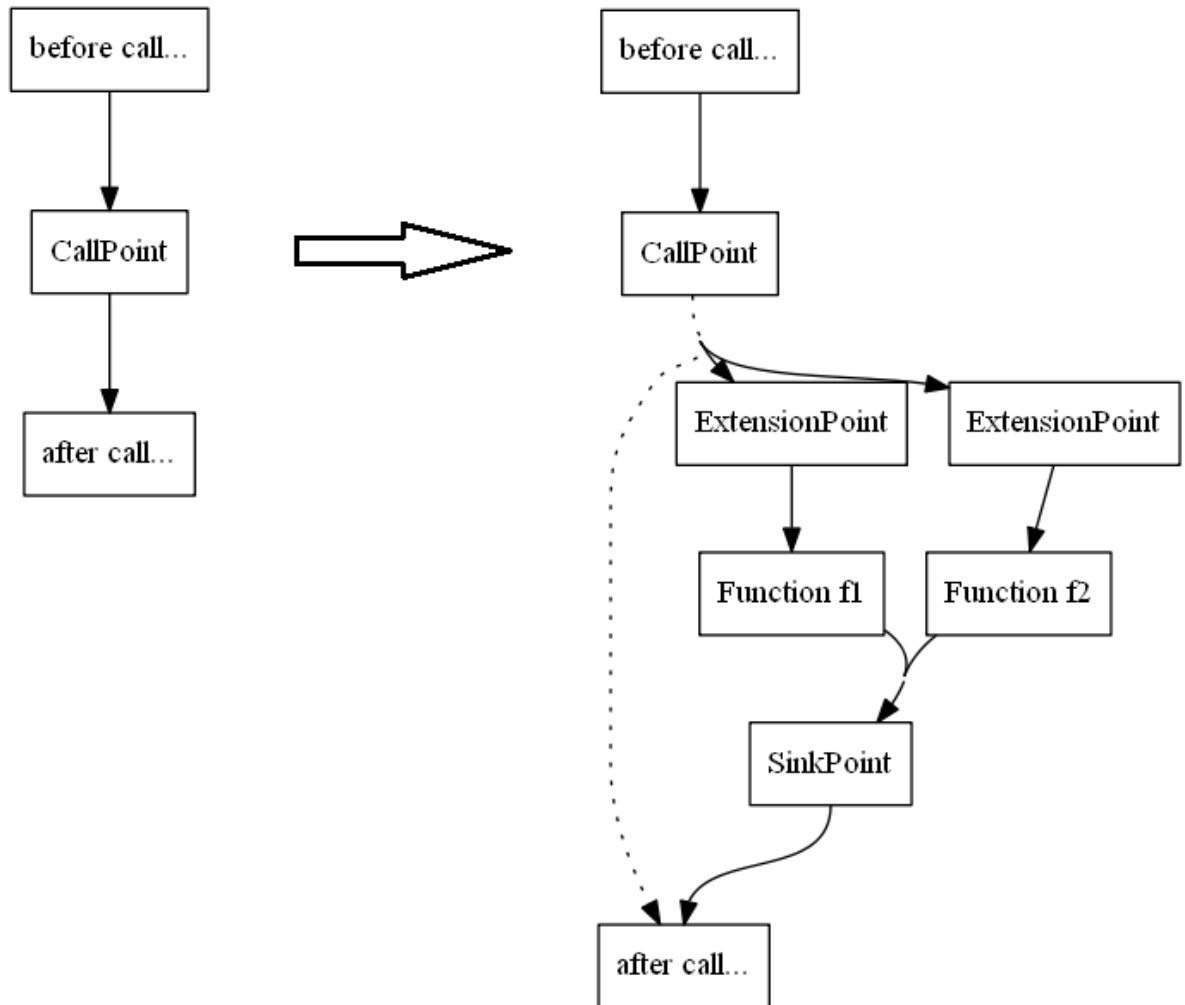 before call...
CallPoint
after call...
before call...
CallPoint
ExtensionPoint
ExtensionPoint
Function f1
Function f2
SinkPoint
after call...